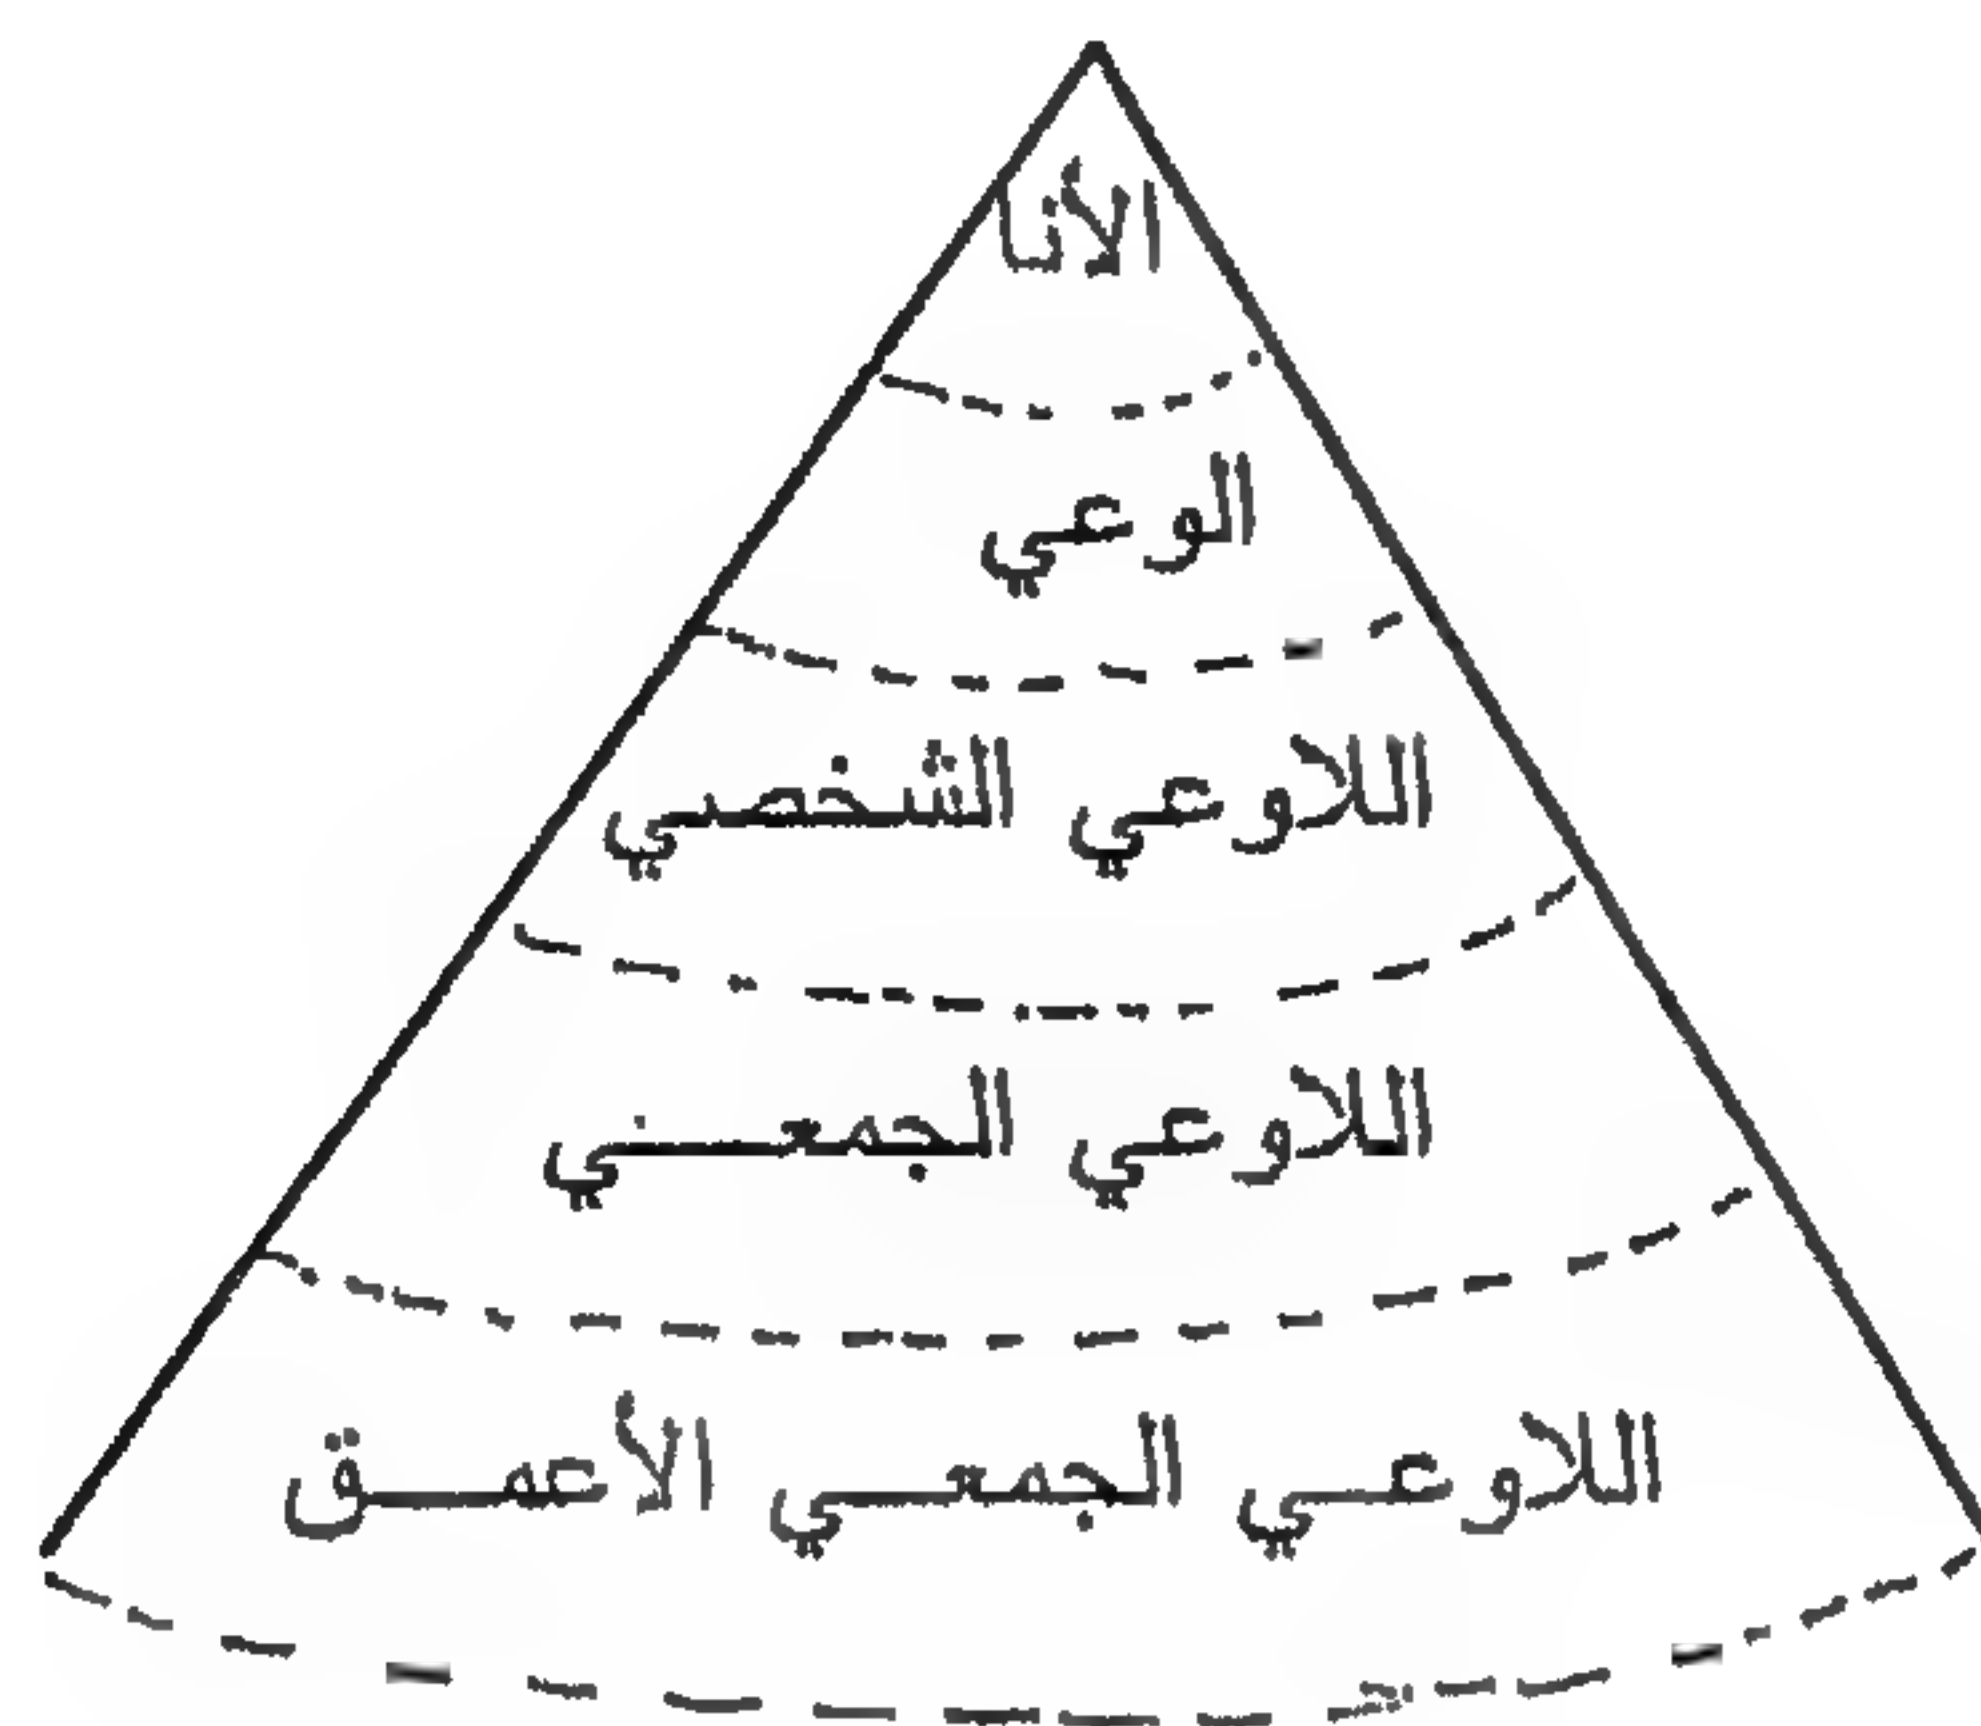 الأنا
الوعي
اللاوعي الشخصي
اللاوعي الجمعي
اللاوعي الجمعي الأعمق